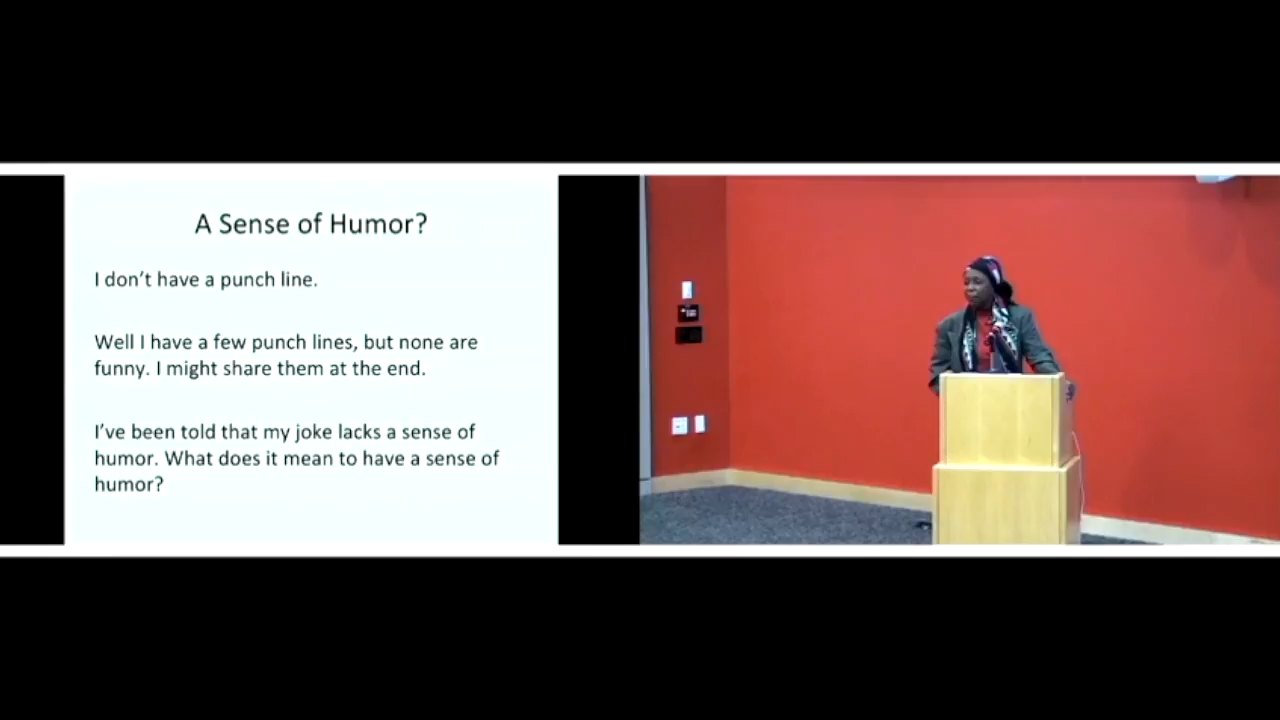 A Sense of Humor?
I don't have a punch line.
Well I have a few punch lines, but none are
funny. I might share them at the end.
I've been told that my joke lacks a sense of
humor. What does it mean to have a sense of
humor?